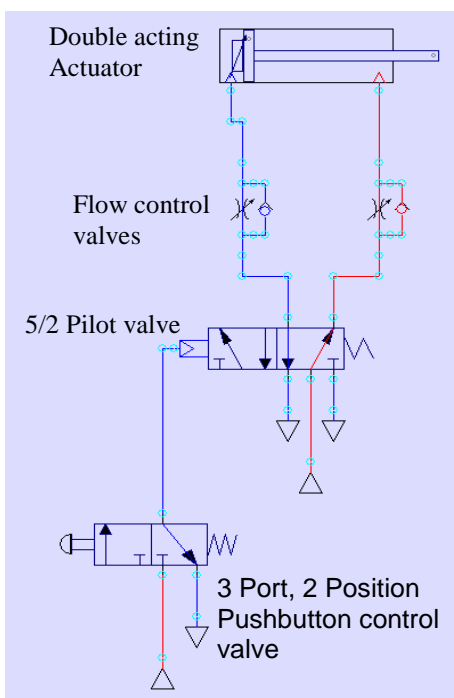 Double acting
Actuator
Flow control
valves
5/2 Pilot valve
3 Port, 2 Position
Pushbutton control
valve